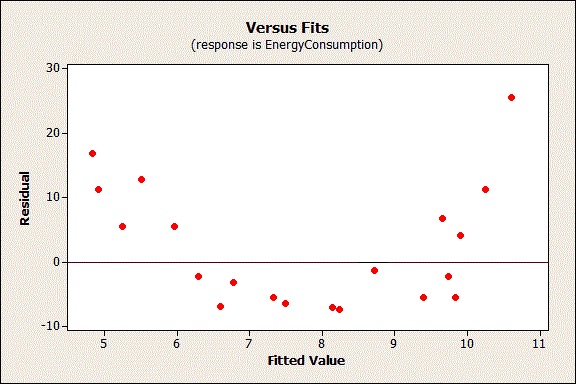 Versus Fits
(response is EnergyConsumption)
30
20
10
0
-10
Residual
5 6 7 8 9 10 11
Fitted Value